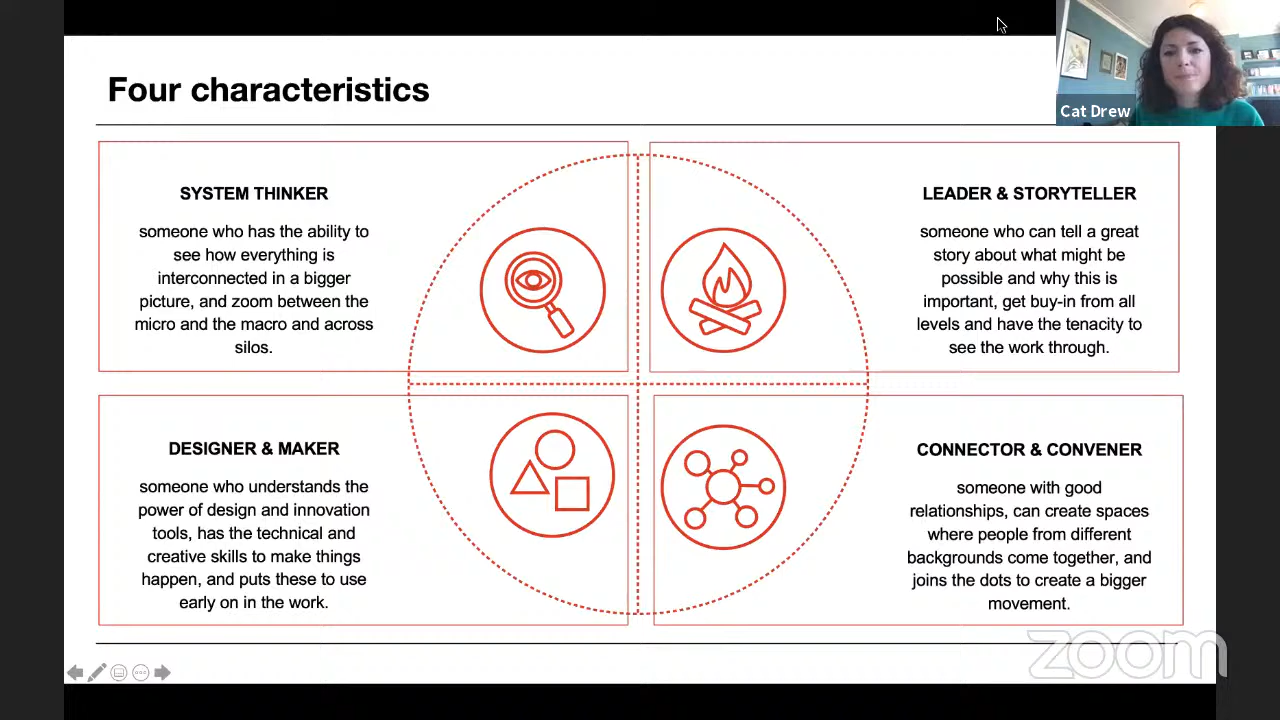 Four characteristics
Cat Drew
SYSTEM THINKER
someone who has the ability to
see how everything is
interconnected in a bigger
picture, and zoom between the
micro and the macro and across
silos.
LEADER & STORYTELLER
someone who can tell a great
story about what might be
possible and why this is
important, get buy-in from all
levels and have the tenacity to
see the work through.
DESIGNER & MAKER
someone who understands the
power of design and innovation
tools, has the technical and
creative skills to make things
happen, and puts these to use
early on in the work.
CONNECTOR & CONVENER
someone with good
relationships, can create spaces
where people from different
backgrounds come together, and
joins the dots to create a bigger
movement.
zoom